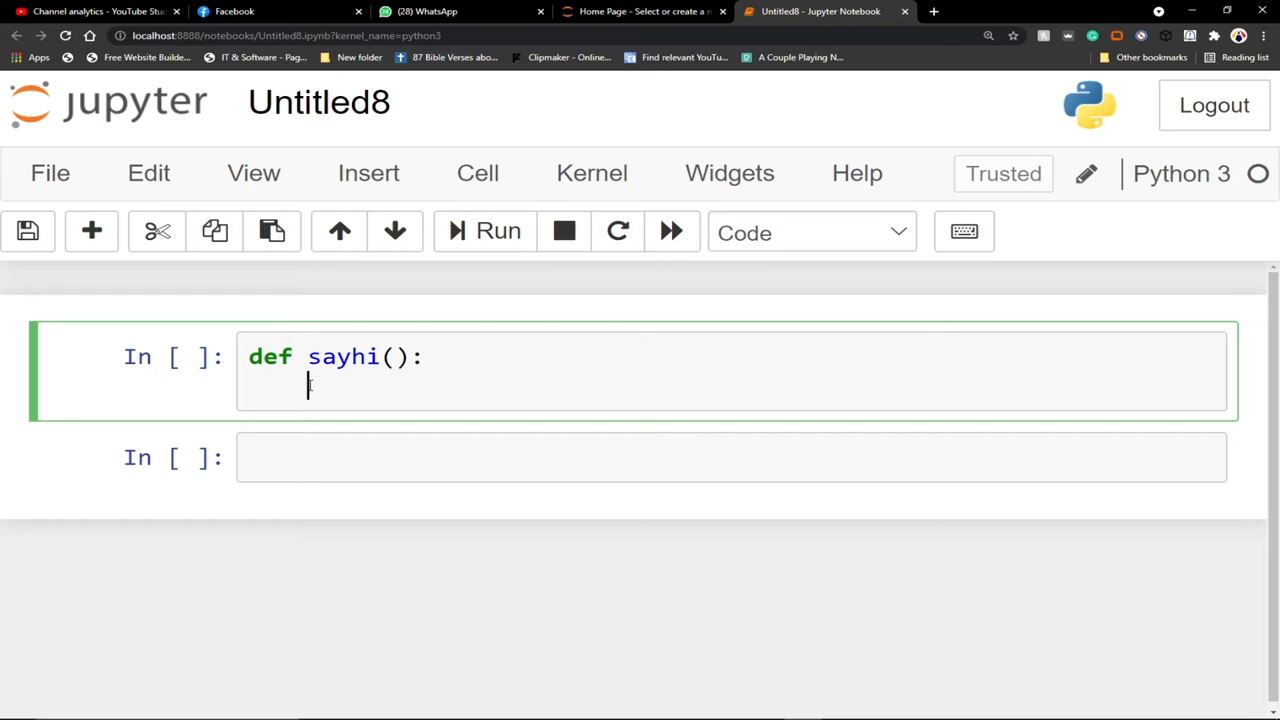 Channel analytics - YouTube Stu
Facebook
(28) WhatsApp
Home Page - Select or create a n
Untitled8 - Jupyter Notebook
localhost:8888/notebooks/Untitled8.ipynb?kernel_name=python3
Apps
Free Website Builde...
IT & Software - Pag...
New folder
87 Bible Verses abo...
Clipmaker - Online...
Find relevant YouTu...
A Couple Playing N...
Other bookmarks
Reading list
jupyter Untitled8
Logout
File Edit View Insert Cell Kernel Widgets Help Trusted Python 3
Run Code
In [ ]: def sayhi():
In [ ]: